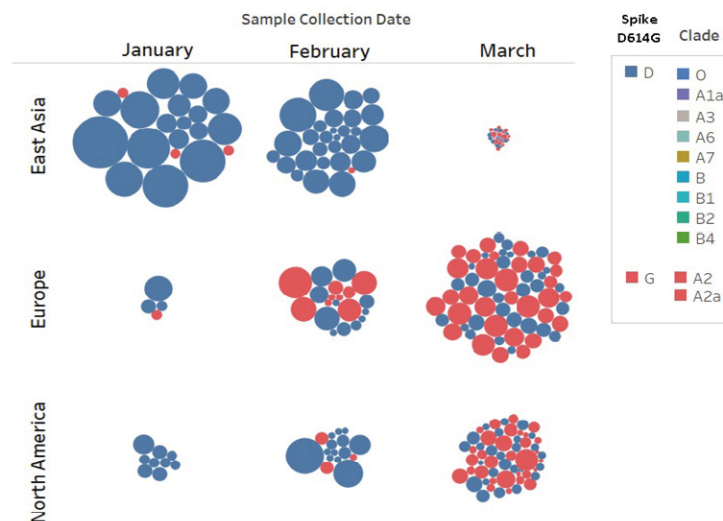 Sample Collection Date
January February March
East Asia
Europe
North America
Spike
D614G Clade
D O
A1a
A3
A6
A7
B
B1
B2
B4
G A2
A2a